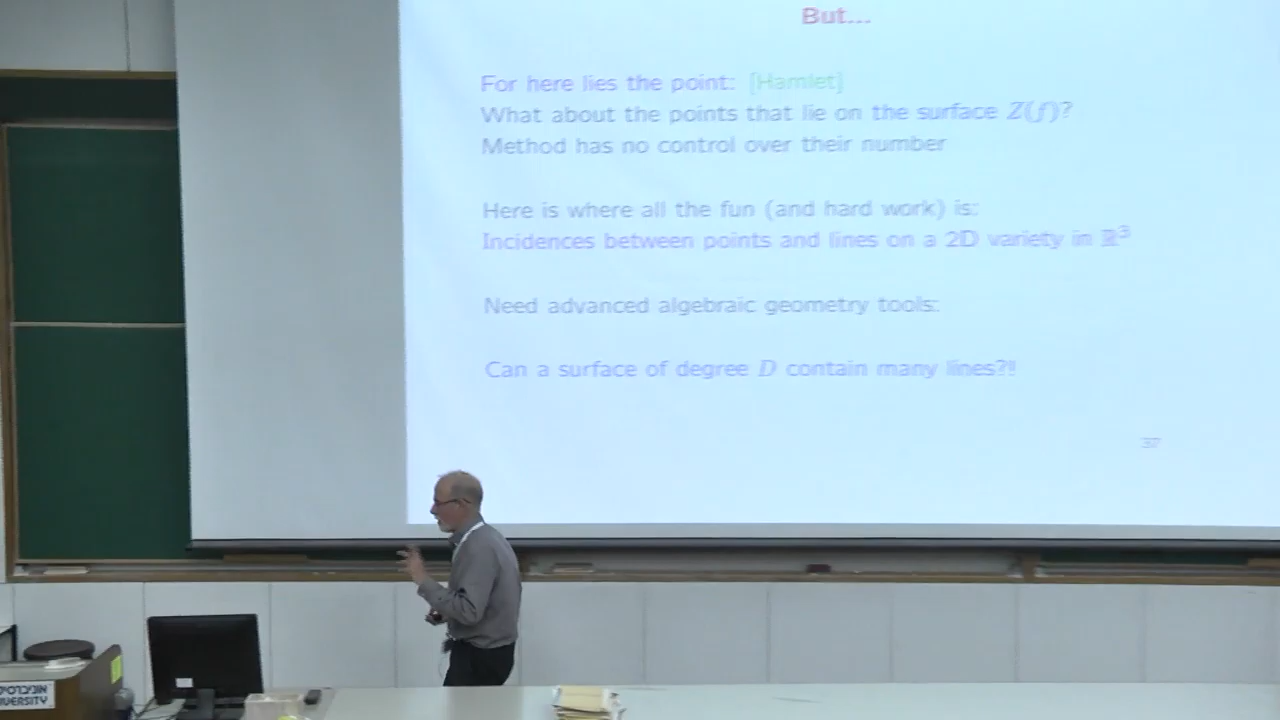 But...
For here lies the point: [Hamlet]
What about the points that lie on the surface Z(f)?
Method has no control over their number
Here is where all the fun (and hard work) is:
Incidences between points and lines on a 2D variety in ℝ³
Need advanced algebraic geometry tools:
Can a surface of degree D contain many lines?!
37